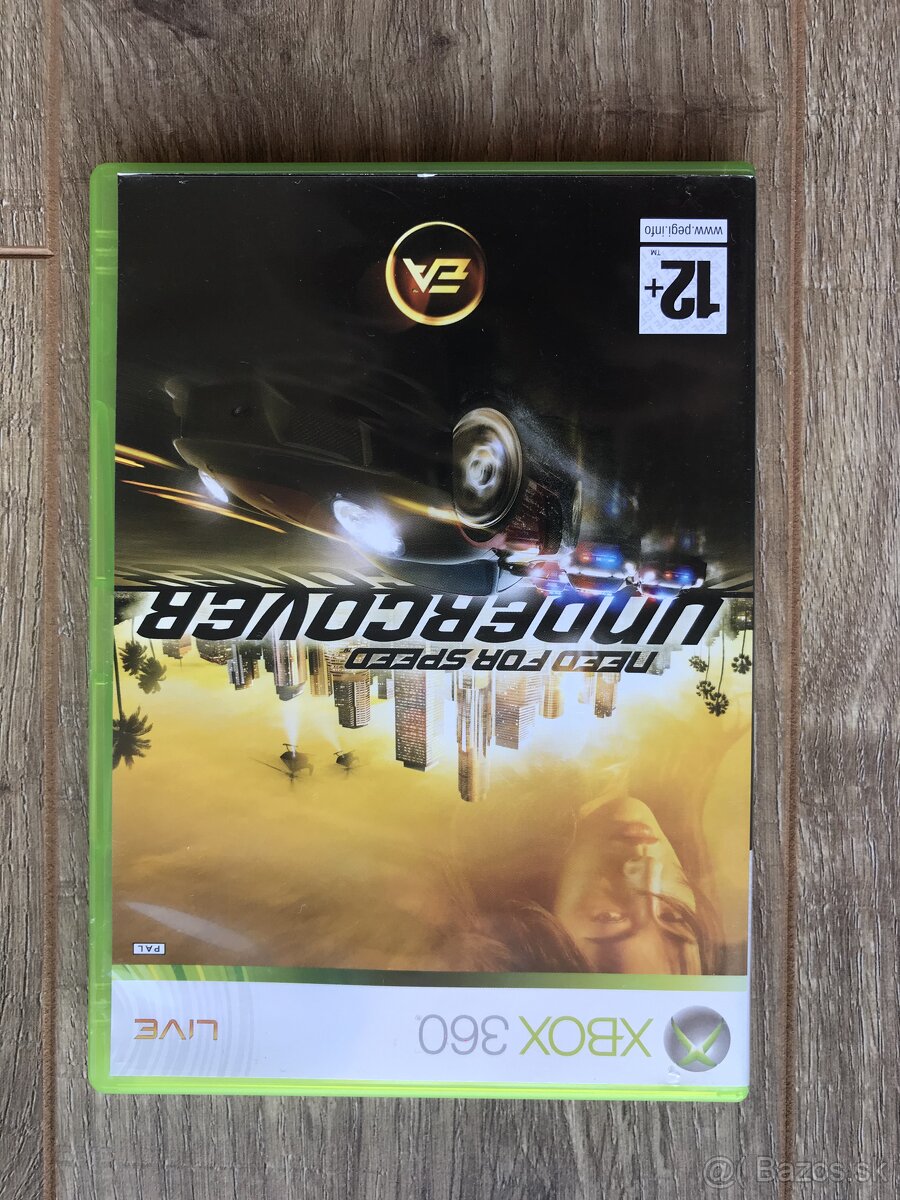 XBOX 360
LIVE
PAL
NEED FOR SPEED
UNDERCOVER
12+
™
www.pegi.info
EA
@ Bazos.sk